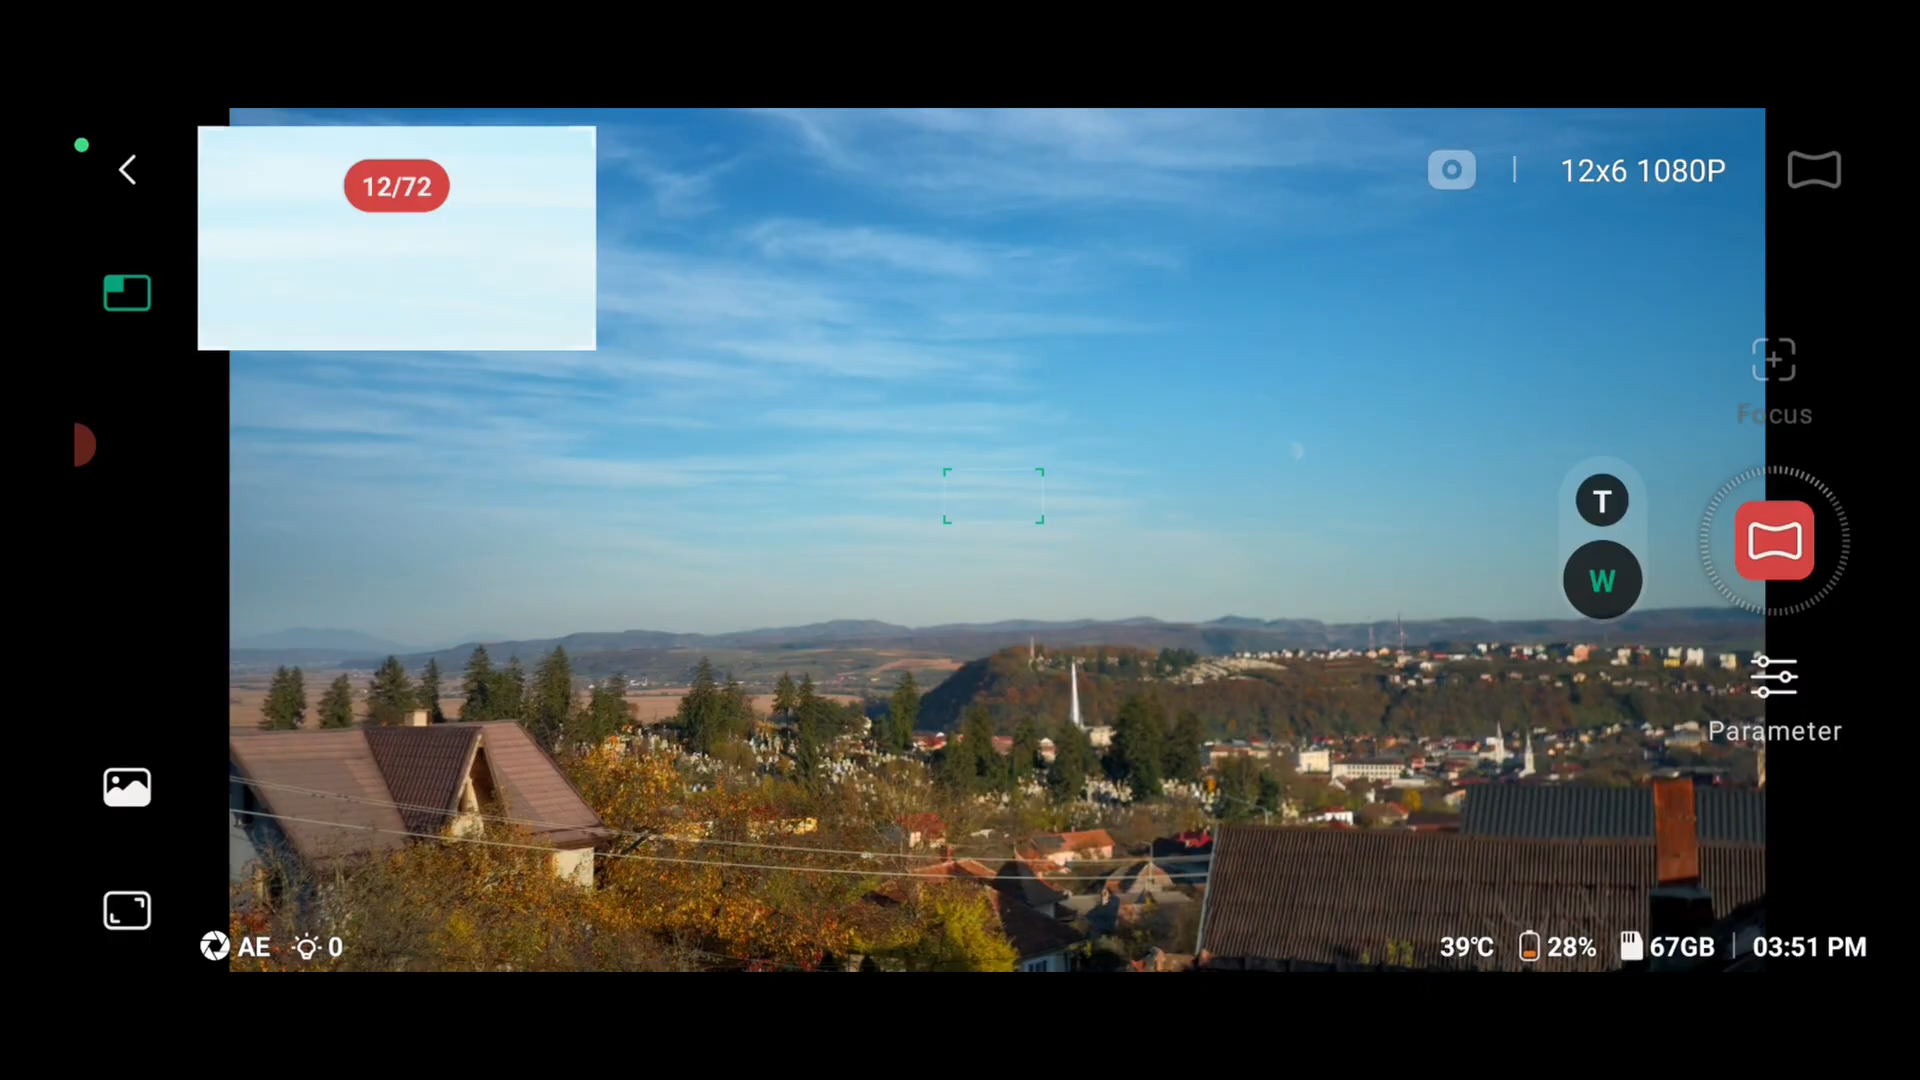 12/72
12x6 1080P
Focus
T
W
Parameter
AE 0
39℃ 28% 67GB 03:51 PM